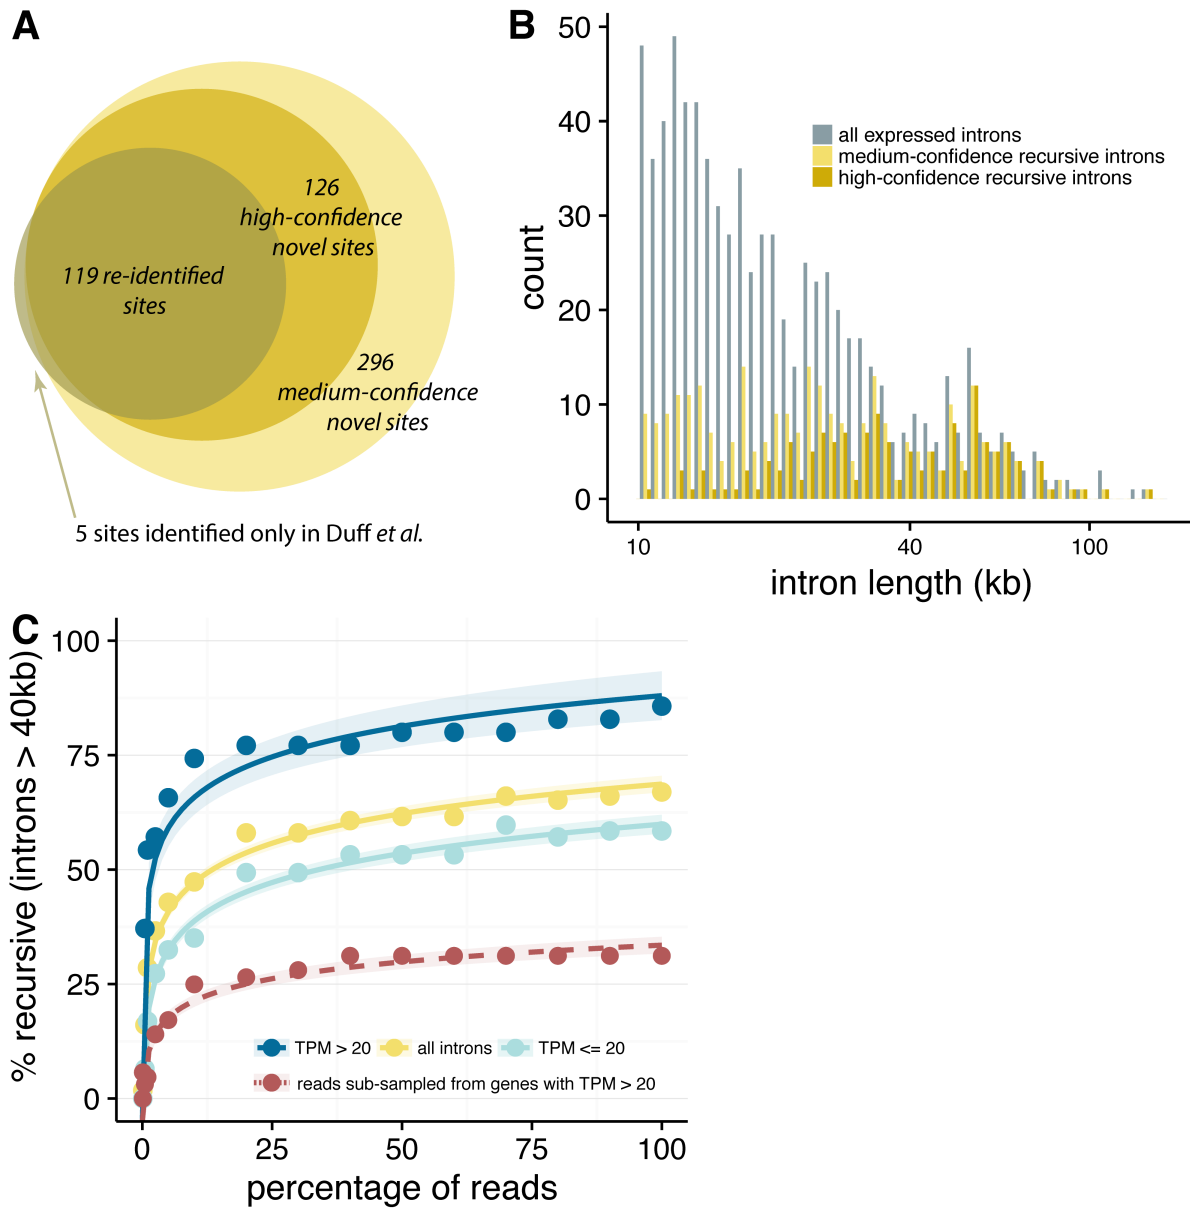 A
126
high-confidence
novel sites
119 re-identified
sites
296
medium-confidence
novel sites
5 sites identified only in Duff et al.
B
50
40
30
20
10
0
count
all expressed introns
medium-confidence recursive introns
high-confidence recursive introns
10
40
100
intron length (kb)
C
100
75
50
25
0
% recursive (introns > 40kb)
TPM > 20
all introns
TPM <= 20
reads sub-sampled from genes with TPM > 20
0
25
50
75
100
percentage of reads